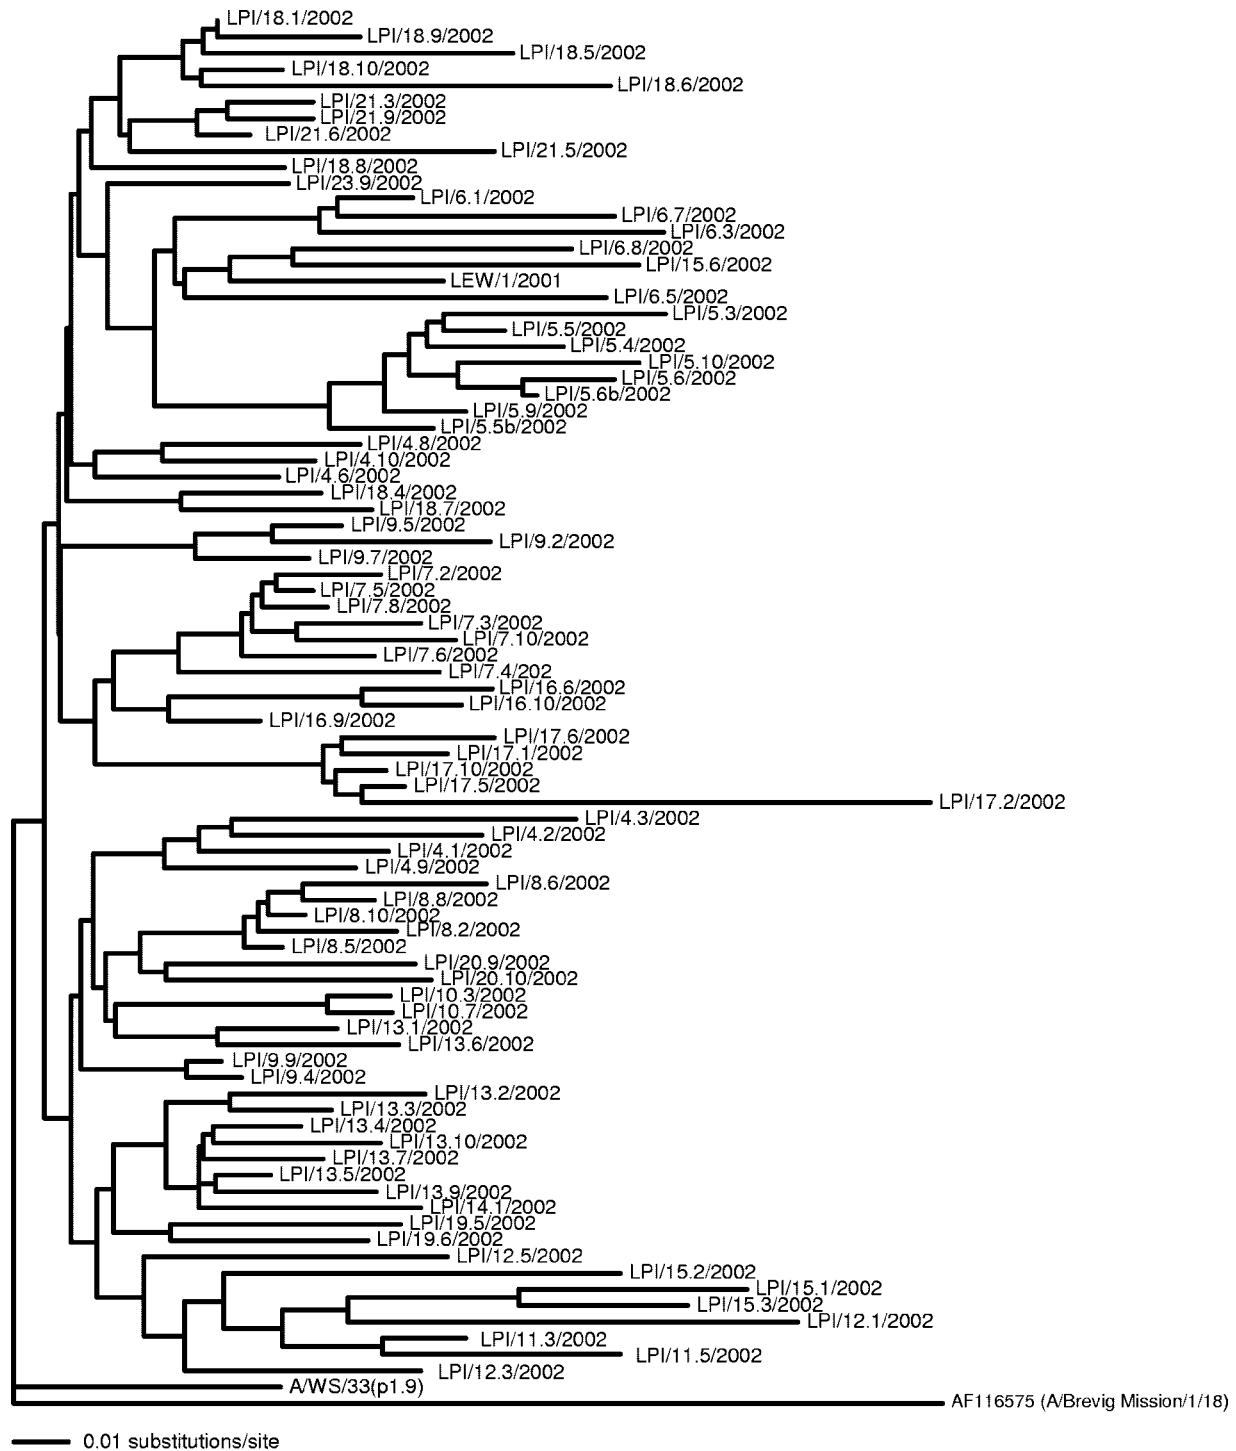 LPI/18.1/2002
LPI/18.9/2002
LPI/18.5/2002
LPI/18.10/2002
LPI/18.6/2002
LPI/21.3/2002
LPI/21.9/2002
LPI/21.6/2002
LPI/21.5/2002
LPI/18.8/2002
LPI/23.9/2002
LPI/6.1/2002
LPI/6.7/2002
LPI/6.3/2002
LPI/6.8/2002
LPI/15.6/2002
LEW/1/2001
LPI/6.5/2002
LPI/5.3/2002
LPI/5.5/2002
LPI/5.4/2002
LPI/5.10/2002
LPI/5.6/2002
LPI/5.6b/2002
LPI/5.9/2002
LPI/5.5b/2002
LPI/4.8/2002
LPI/4.10/2002
LPI/4.6/2002
LPI/18.4/2002
LPI/18.7/2002
LPI/9.5/2002
LPI/9.2/2002
LPI/9.7/2002
LPI/7.2/2002
LPI/7.5/2002
LPI/7.8/2002
LPI/7.3/2002
LPI/7.10/2002
LPI/7.6/2002
LPI/7.4/202
LPI/16.6/2002
LPI/16.10/2002
LPI/16.9/2002
LPI/17.6/2002
LPI/17.1/2002
LPI/17.10/2002
LPI/17.5/2002
LPI/17.2/2002
LPI/4.3/2002
LPI/4.2/2002
LPI/4.1/2002
LPI/4.9/2002
LPI/8.6/2002
LPI/8.8/2002
LPI/8.10/2002
LPI/8.2/2002
LPI/8.5/2002
LPI/20.9/2002
LPI/20.10/2002
LPI/10.3/2002
LPI/10.7/2002
LPI/13.1/2002
LPI/13.6/2002
LPI/9.9/2002
LPI/9.4/2002
LPI/13.2/2002
LPI/13.3/2002
LPI/13.4/2002
LPI/13.10/2002
LPI/13.7/2002
LPI/13.5/2002
LPI/13.9/2002
LPI/14.1/2002
LPI/19.5/2002
LPI/19.6/2002
LPI/12.5/2002
LPI/15.2/2002
LPI/15.1/2002
LPI/15.3/2002
LPI/12.1/2002
LPI/11.3/2002
LPI/11.5/2002
LPI/12.3/2002
A/WS/33(p1.9)
AF116575 (A/Brevig Mission/1/18)
0.01 substitutions/site